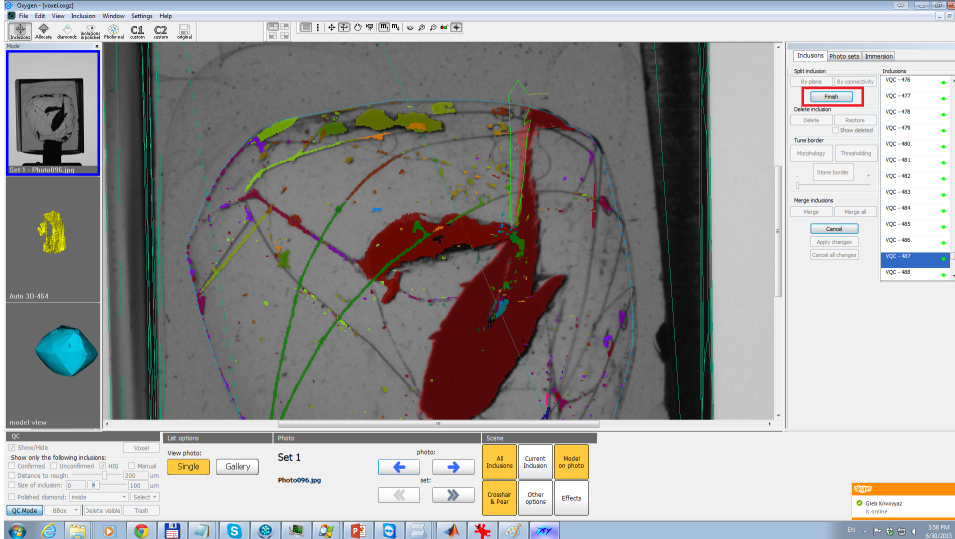 Oxygen - [voxel.oxgz]
File Edit View Inclusion Window Settings Help
Inclusions Allocate diamonds inclusions in polished Photoreal C1 custom C2 custom original
Mode
Set 1 - Photo096.jpg
Auto 3D-464
model view
Inclusions Photo sets Immersion
Split inclusion
By plane By connectivity
Finish
Delete inclusion
Delete Restore
Show deleted
Tune border
Morphology Thresholding
- Stone border +
Merge inclusions
Merge Merge all
Cancel
Apply changes
Cancel all changes
Inclusions
VQC - 476
VQC - 477
VQC - 478
VQC - 479
VQC - 480
VQC - 481
VQC - 482
VQC - 483
VQC - 484
VQC - 485
VQC - 486
VQC - 487
VQC - 488
QC
Show/Hide Voxel
Show only the following inclusions:
Confirmed Unconfirmed HIG Manual
Distance to rough: 200 um
Size of inclusion: 0 100 um
Polished diamond: inside Select
QC Mode BBox Delete visible Trash
List options
View photo:
Single Gallery
Photo
Set 1
Photo096.jpg
photo:
set:
Scene
All Inclusions
Current Inclusion
Model on photo
Crosshair & Pear
Other options
Effects
skype
Gleb Krivovyaz
is online
EN
3:58 PM
6/30/2015